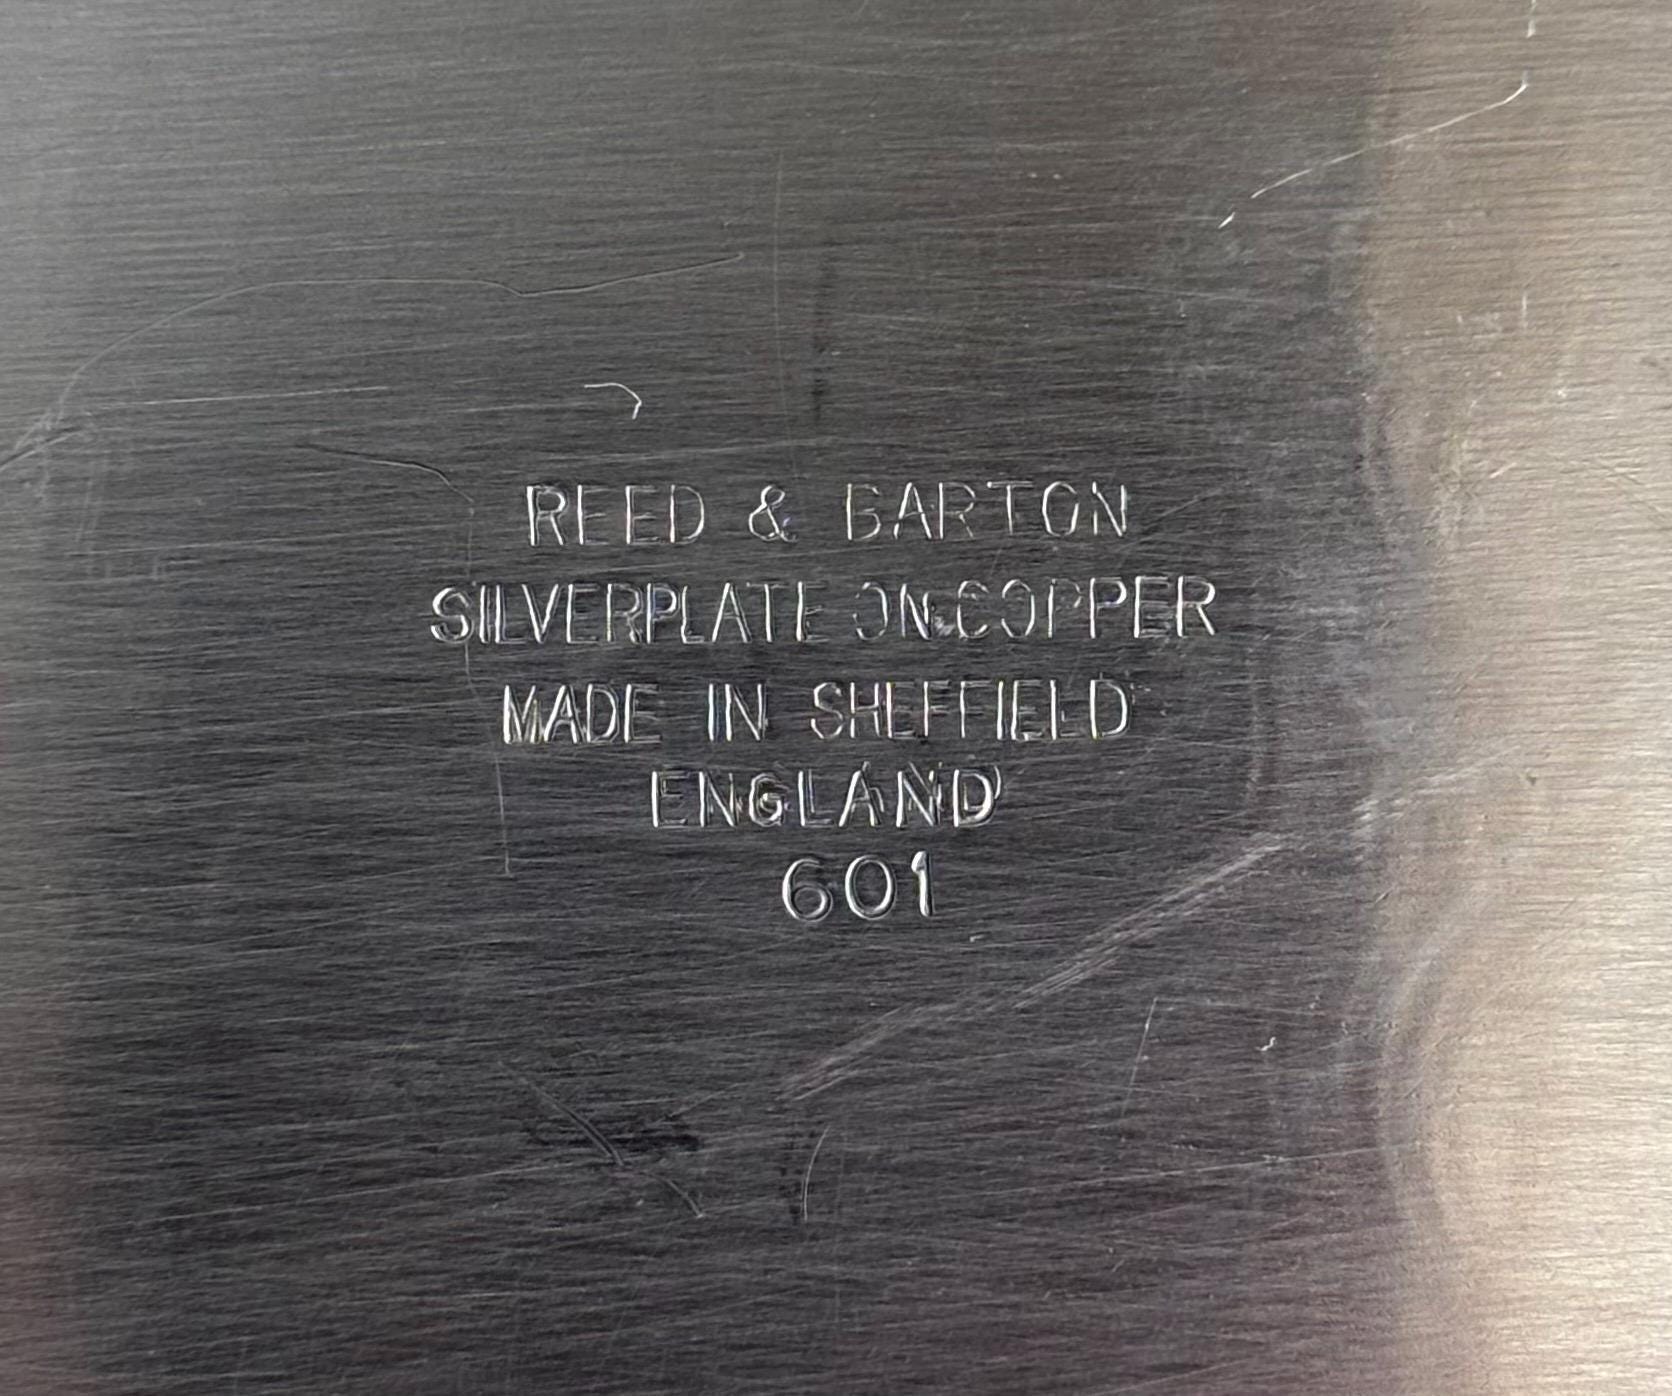 REED & BARTON
SILVERPLATE ON COPPER
MADE IN SHEFFIELD
ENGLAND
601